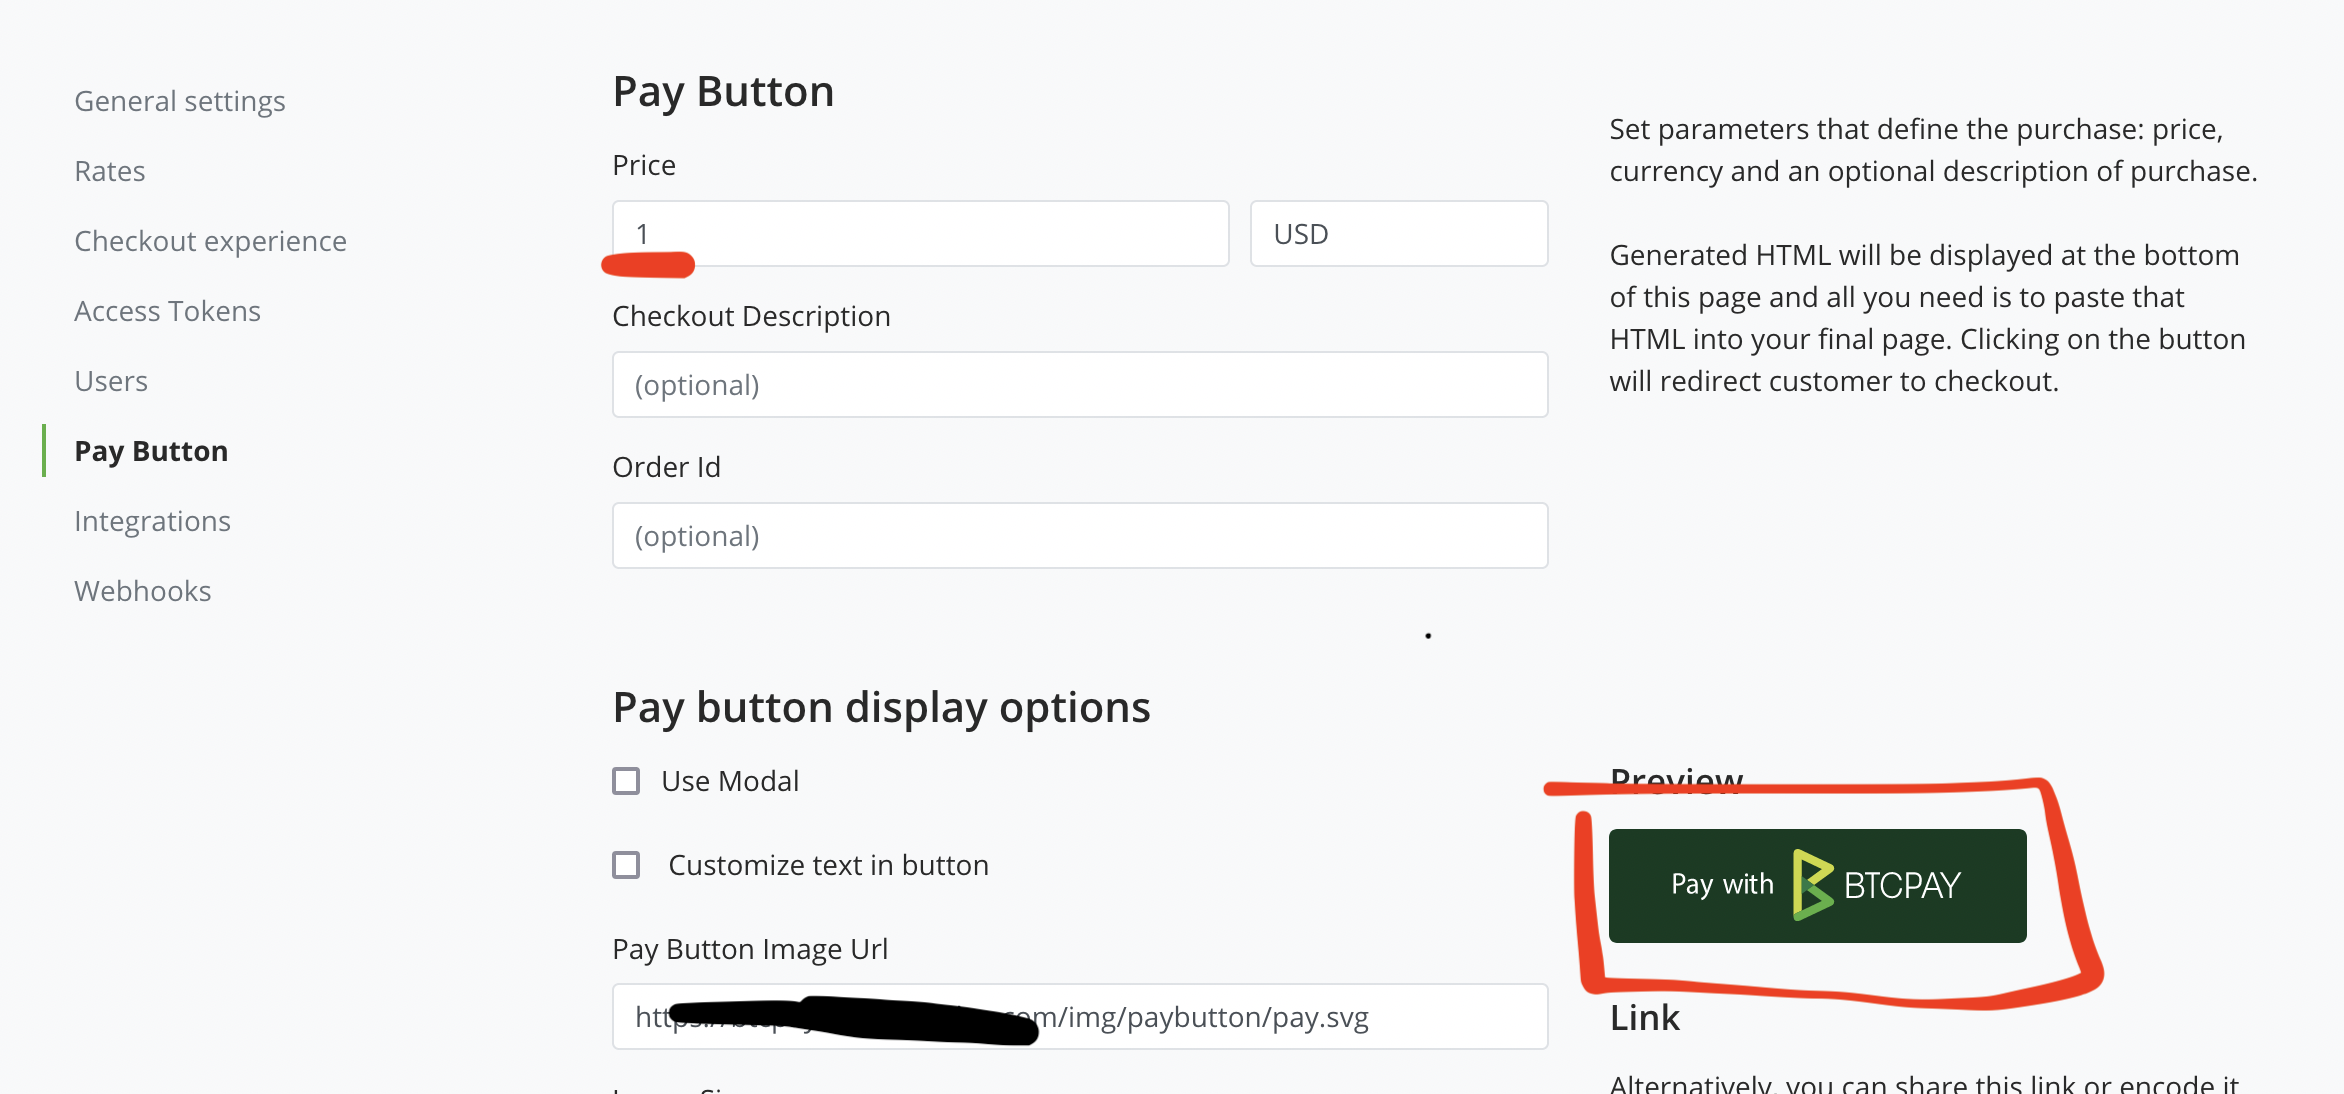 General settings
Rates
Checkout experience
Access Tokens
Users
Pay Button
Integrations
Webhooks
Pay Button
Price
1
USD
Checkout Description
(optional)
Order Id
(optional)
Set parameters that define the purchase: price,
currency and an optional description of purchase.
Generated HTML will be displayed at the bottom
of this page and all you need is to paste that
HTML into your final page. Clicking on the button
will redirect customer to checkout.
Pay button display options
Use Modal
Customize text in button
Pay Button Image Url
com/img/paybutton/pay.svg
Preview
Pay with BTCPAY
Link
Alternatively, you can share this link or encode it